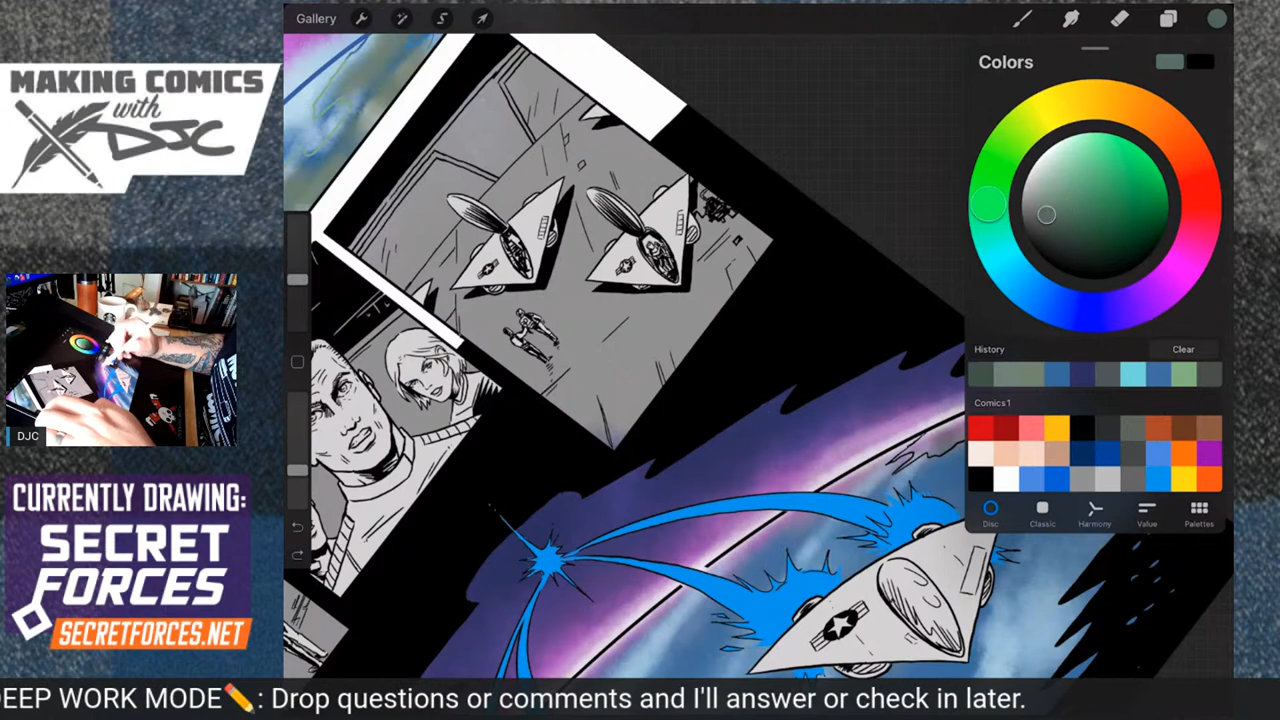 MAKING COMICS
with
DJC
DJC
CURRENTLY DRAWING:
SECRET
FORCES
SECRETFORCES.NET
Gallery
Colors
History
Clear
Comics1
Disc
Classic
Harmony
Value
Palettes
DEEP WORK MODE✏️: Drop questions or comments and I'll answer or check in later.